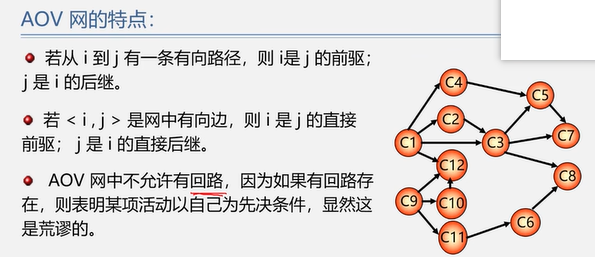 AOV 网的特点：
若从 i 到 j 有一条有向路径，则 i是 j 的前驱；
j 是 i 的后继。
若 < i , j > 是网中有向边，则 i 是 j 的直接
前驱； j 是 i 的直接后继。
AOV 网中不允许有回路，因为如果有回路存
在，则表明某项活动以自己为先决条件，显然这
是荒谬的。
C4
C5
C2
C7
C1
C3
C12
C8
C9
C10
C6
C11